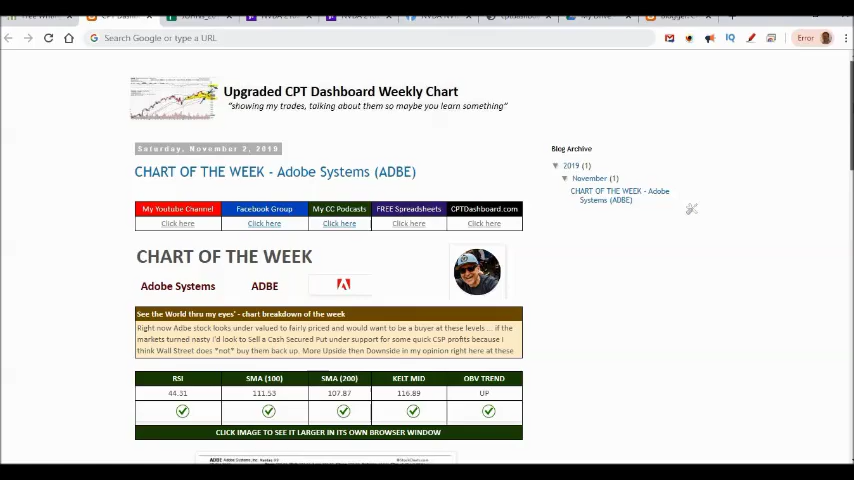 Search Google or type a URL
IQ
Error
Upgraded CPT Dashboard Weekly Chart
"showing my trades, talking about them so maybe you learn something"
Saturday, November 2, 2019
CHART OF THE WEEK - Adobe Systems (ADBE)
My Youtube Channel Facebook Group My CC Podcasts FREE Spreadsheets CPTDashboard.com
Click here Click here Click here Click here Click here
CHART OF THE WEEK
Adobe Systems ADBE
See the World thru my eyes' - chart breakdown of the week
Right now Adbe stock looks under valued to fairly priced and would want to be a buyer at these levels ... if the
markets turned nasty I'd look to Sell a Cash Secured Put under support for some quick CSP profits because I
think Wall Street does *not* buy them back up. More Upside then Downside in my opinion right here at these
RSI SMA (100) SMA (200) KELT MID OBV TREND
44.31 111.53 107.87 116.89 UP
CLICK IMAGE TO SEE IT LARGER IN ITS OWN BROWSER WINDOW
ADBE Adobe Systems, Inc.
Blog Archive
▼ 2019 (1)
▼ November (1)
CHART OF THE WEEK - Adobe
Systems (ADBE)